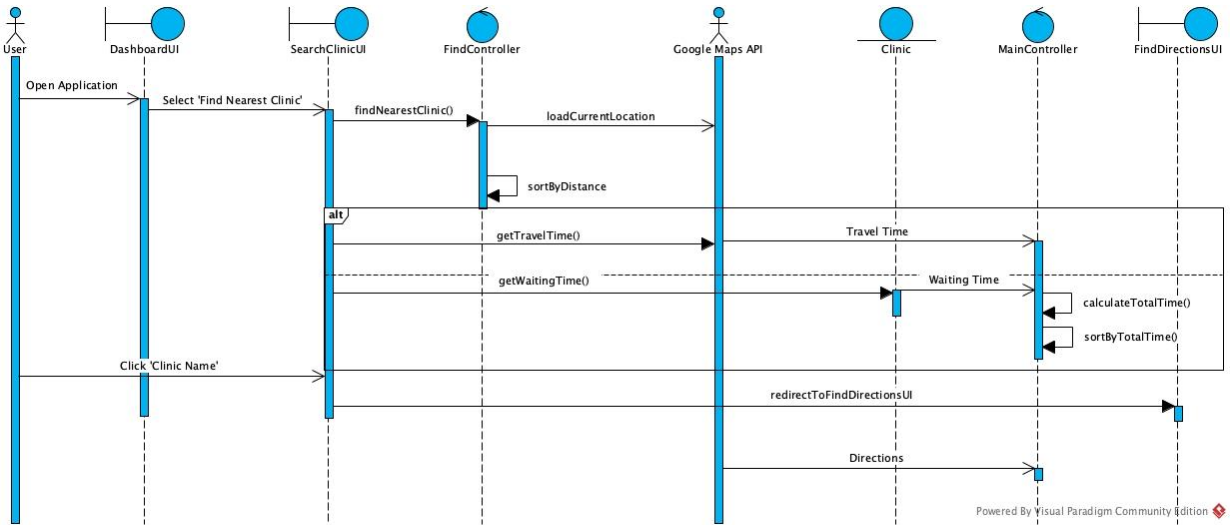 User
DashboardUI
SearchClinicUI
FindController
Google Maps API
Clinic
MainController
FindDirectionsUI
Open Application
Select 'Find Nearest Clinic'
findNearestClinic()
loadCurrentLocation
sortByDistance
alt
getTravelTime()
Travel Time
getWaitingTime()
Waiting Time
calculateTotalTime()
sortByTotalTime()
Click 'Clinic Name'
redirectToFindDirectionsUI
Directions
Powered By Visual Paradigm Community Edition